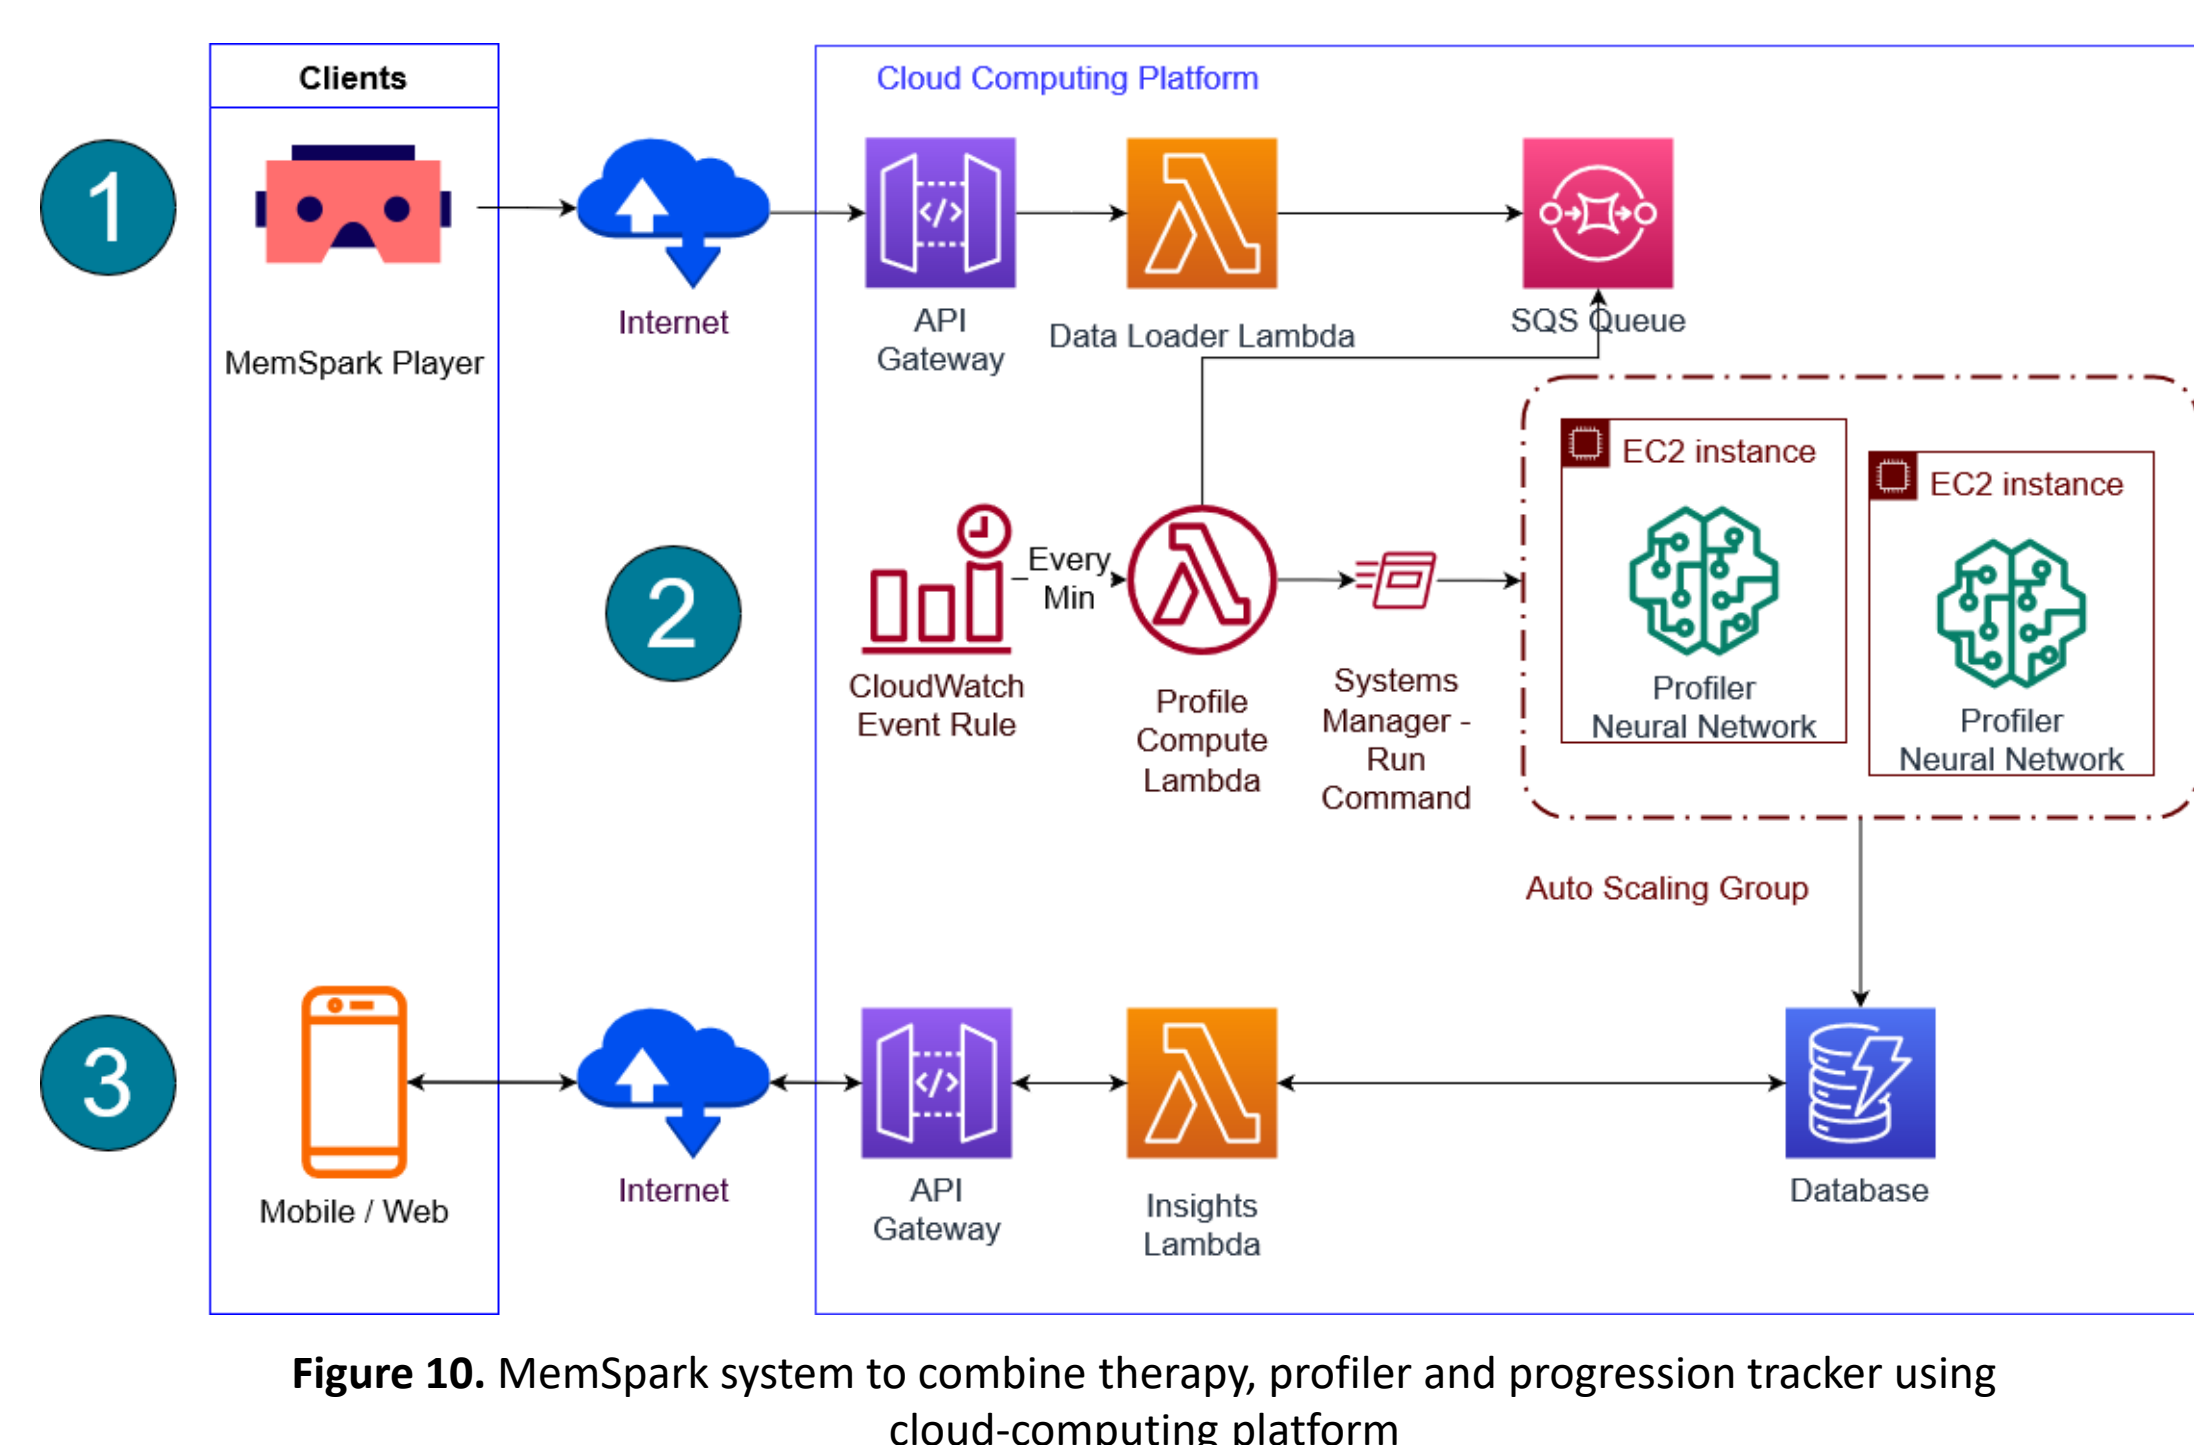 Clients
Cloud Computing Platform
1
MemSpark Player
Internet
API
Gateway
Data Loader Lambda
SQS Queue
2
CloudWatch
Event Rule
Every
Min
Profile
Compute
Lambda
Systems
Manager -
Run
Command
EC2 instance
Profiler
Neural Network
EC2 instance
Profiler
Neural Network
Auto Scaling Group
3
Mobile / Web
Internet
API
Gateway
Insights
Lambda
Database
Figure 10. MemSpark system to combine therapy, profiler and progression tracker using
cloud-computing platform